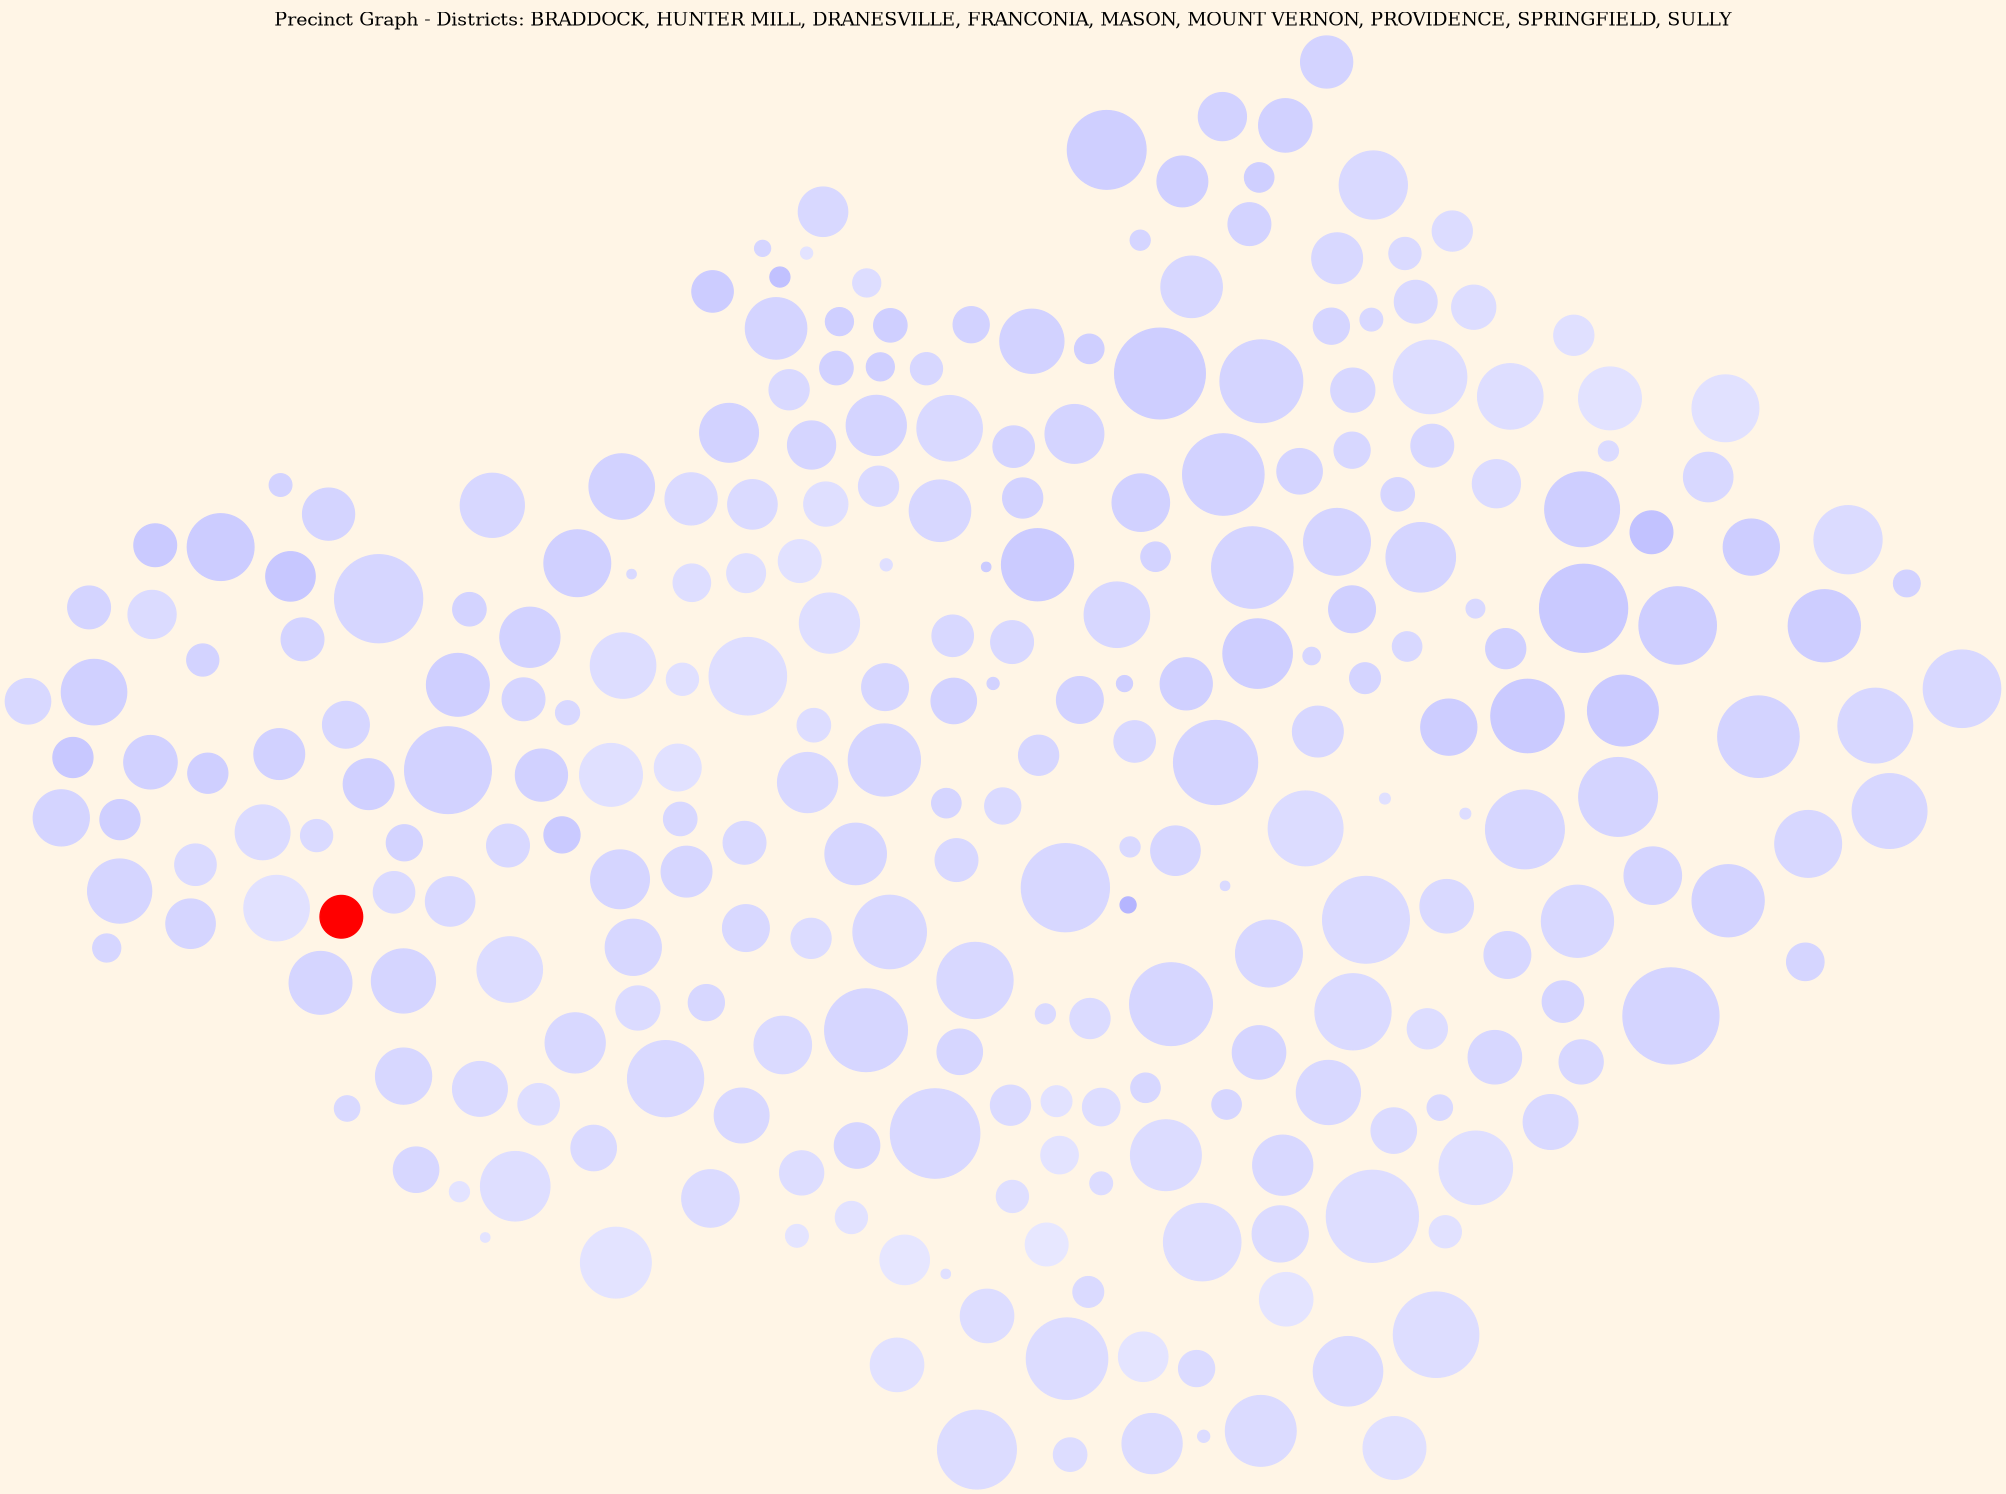 Precinct Graph - Districts: BRADDOCK, HUNTER MILL, DRANESVILLE, FRANCONIA, MASON, MOUNT VERNON, PROVIDENCE, SPRINGFIELD, SULLY